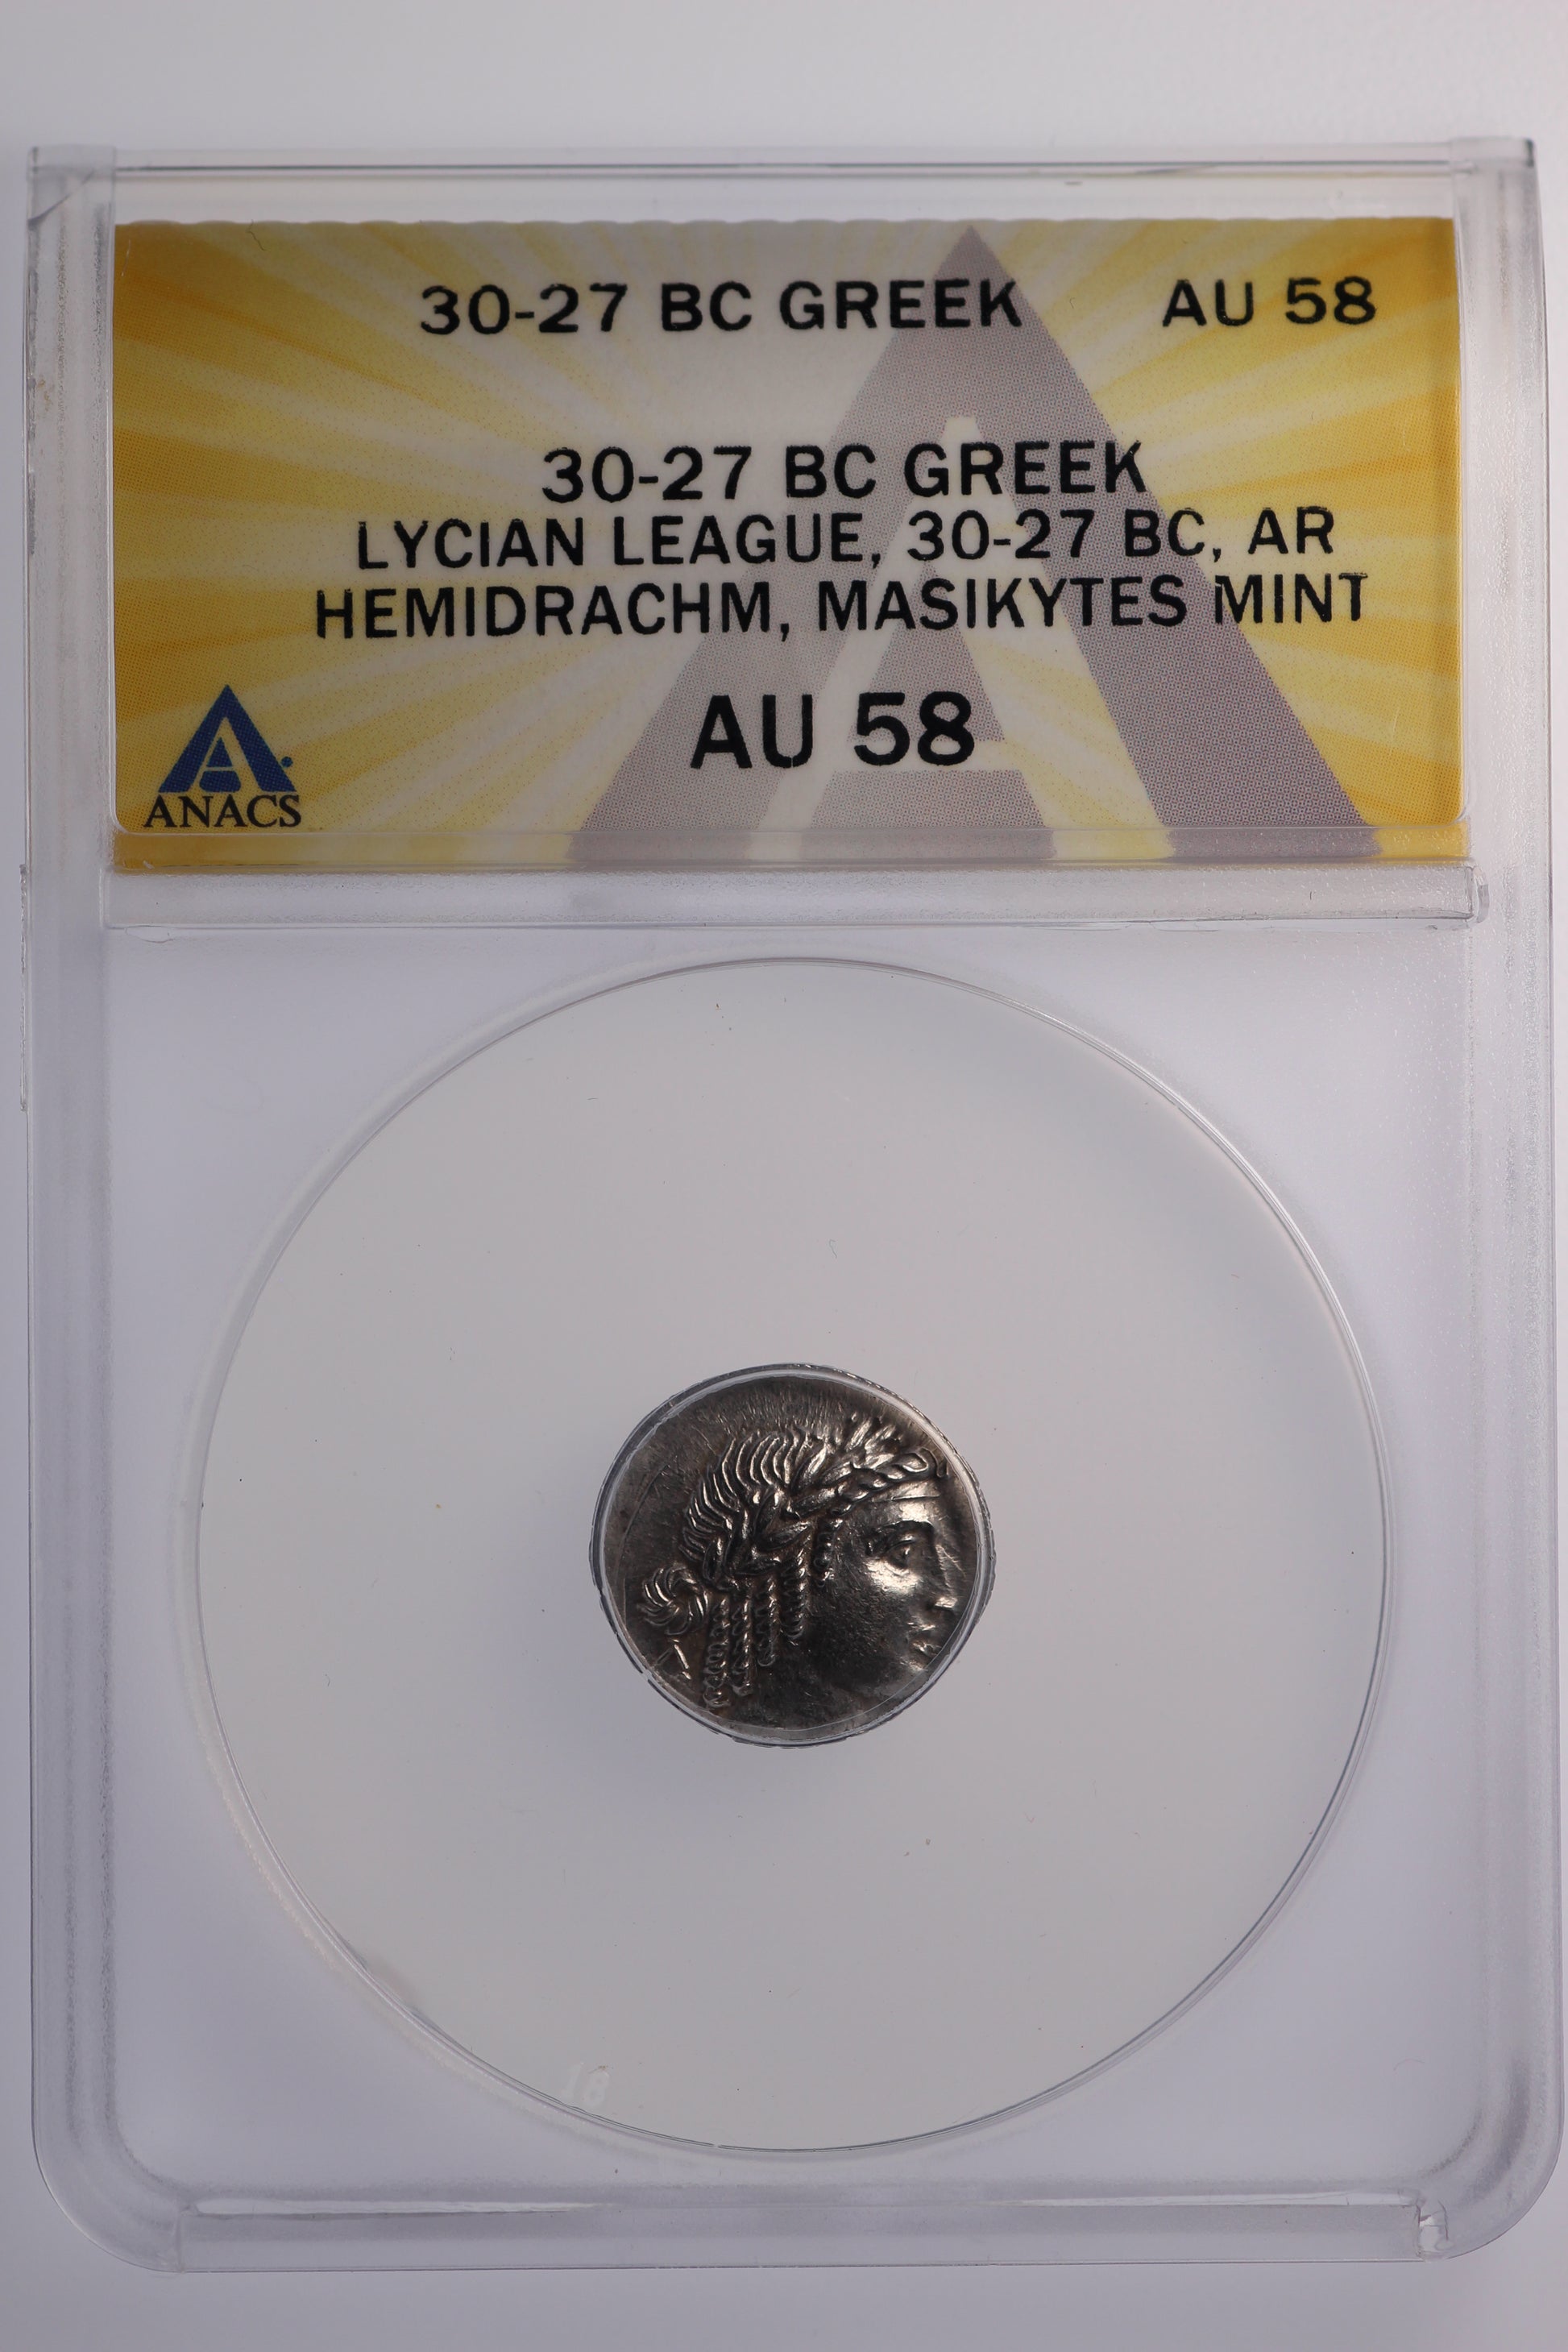 30-27 BC GREEK AU 58
30-27 BC GREEK
LYCIAN LEAGUE, 30-27 BC, AR
HEMIDRACHM, MASIKYTES MINT
AU 58
ANACS
18